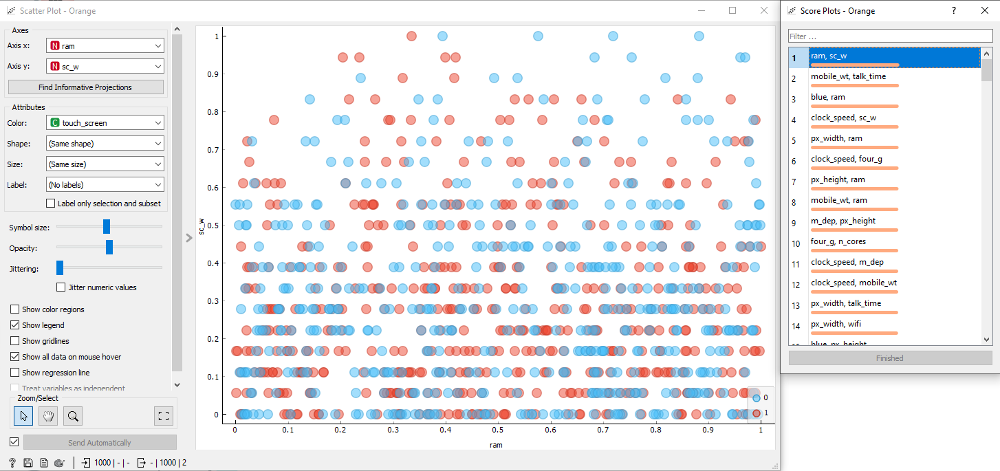 Scatter Plot - Orange
Axes
Axis x: N ram
Axis y: N sc_w
Find Informative Projections
Attributes
Color: C touch_screen
Shape: (Same shape)
Size: (Same size)
Label: (No labels)
Label only selection and subset
Symbol size:
Opacity:
Jittering:
Jitter numeric values
Show color regions
Show legend
Show gridlines
Show all data on mouse hover
Show regression line
Treat variables as independent
Zoom/Select
Send Automatically
? 1000 | - | - - | 1000 | 2
sc_w
1
0.9
0.8
0.7
0.6
0.5
0.4
0.3
0.2
0.1
0
0 0.1 0.2 0.3 0.4 0.5 0.6 0.7 0.8 0.9 1
ram
0
1
Score Plots - Orange
?
Filter ...
1 ram, sc_w
2 mobile_wt, talk_time
3 blue, ram
4 clock_speed, sc_w
5 px_width, ram
6 clock_speed, four_g
7 px_height, ram
8 mobile_wt, ram
9 m_dep, px_height
10 four_g, n_cores
11 clock_speed, m_dep
12 clock_speed, mobile_wt
13 px_width, talk_time
14 px_width, wifi
15 blue, px_height
Finished